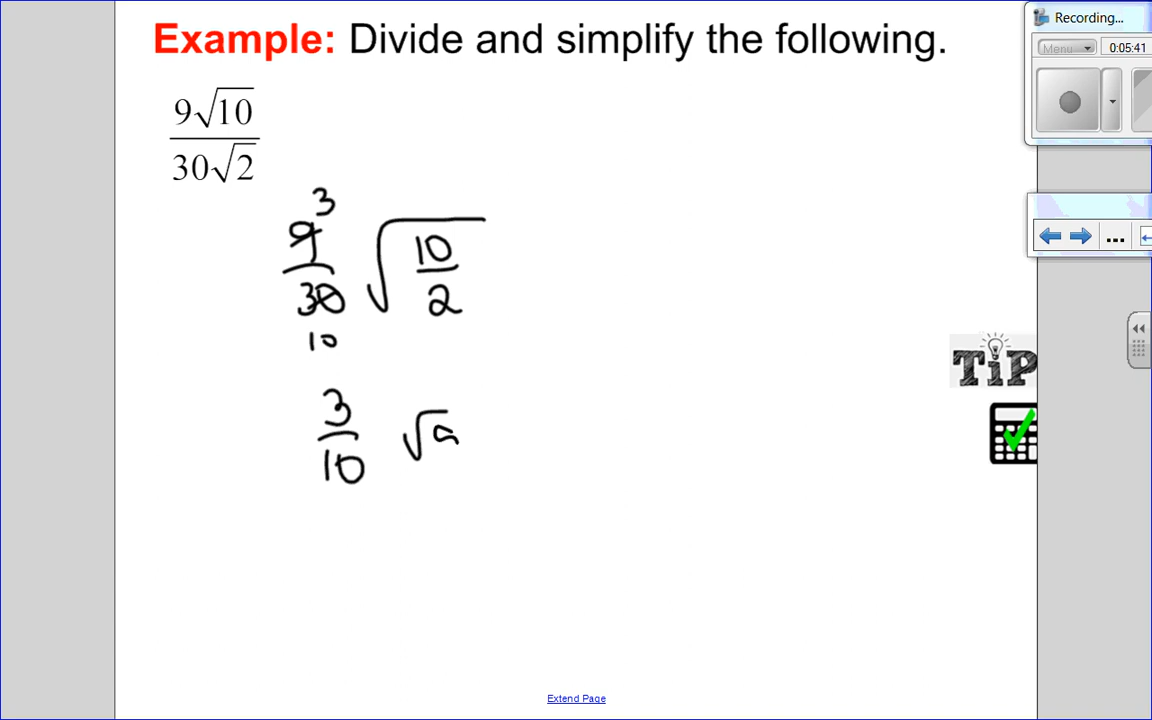 Example: Divide and simplify the following.
Recording...
Menu
0:05:41
9√10
30√2
3
9
30
10
√10/2
...
TiP
3
10
√
Extend Page